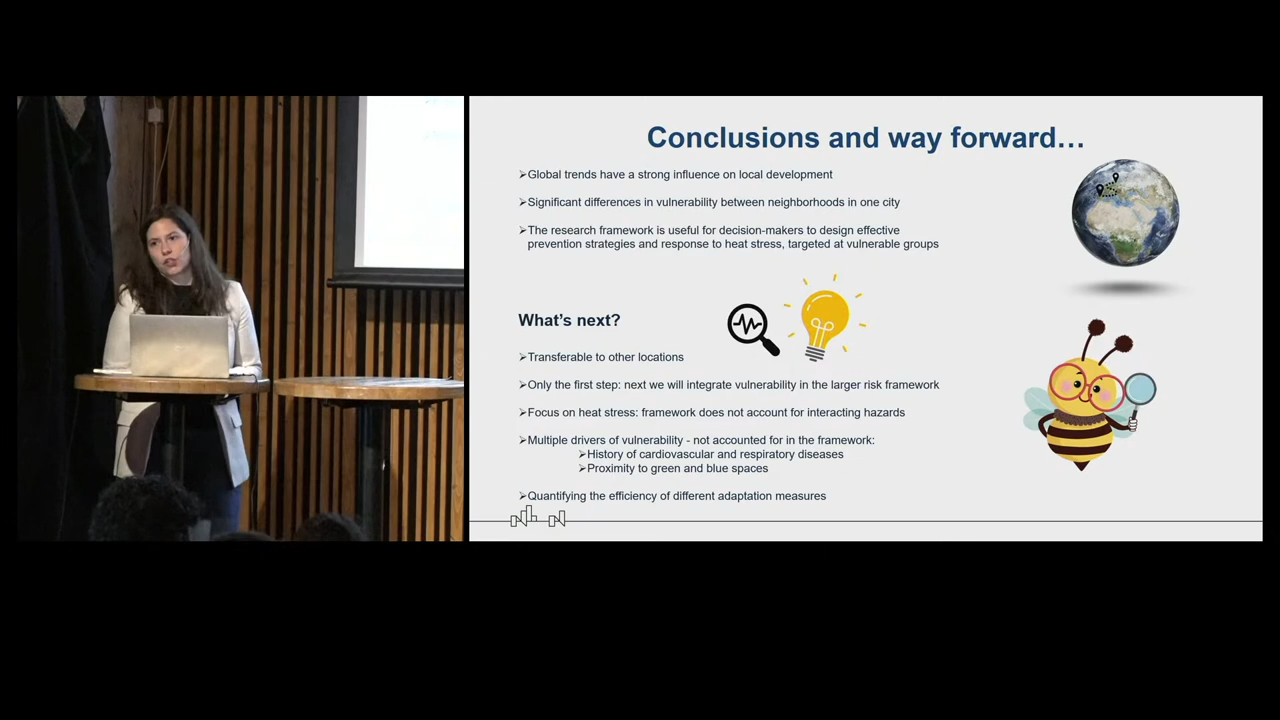 Conclusions and way forward…
➢Global trends have a strong influence on local development
➢Significant differences in vulnerability between neighborhoods in one city
➢The research framework is useful for decision-makers to design effective
prevention strategies and response to heat stress, targeted at vulnerable groups
What's next?
➢Transferable to other locations
➢Only the first step: next we will integrate vulnerability in the larger risk framework
➢Focus on heat stress: framework does not account for interacting hazards
➢Multiple drivers of vulnerability - not accounted for in the framework:
➢History of cardiovascular and respiratory diseases
➢Proximity to green and blue spaces
➢Quantifying the efficiency of different adaptation measures